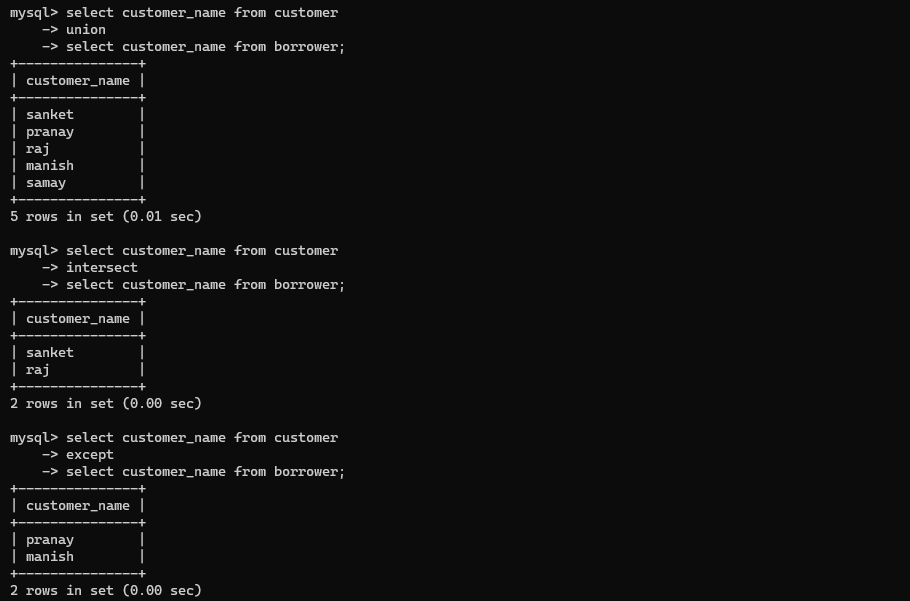 mysql> select customer_name from customer
    -> union
    -> select customer_name from borrower;
+---------------+
| customer_name |
+---------------+
| sanket        |
| pranay        |
| raj           |
| manish        |
| samay         |
+---------------+
5 rows in set (0.01 sec)

mysql> select customer_name from customer
    -> intersect
    -> select customer_name from borrower;
+---------------+
| customer_name |
+---------------+
| sanket        |
| raj           |
+---------------+
2 rows in set (0.00 sec)

mysql> select customer_name from customer
    -> except
    -> select customer_name from borrower;
+---------------+
| customer_name |
+---------------+
| pranay        |
| manish        |
+---------------+
2 rows in set (0.00 sec)